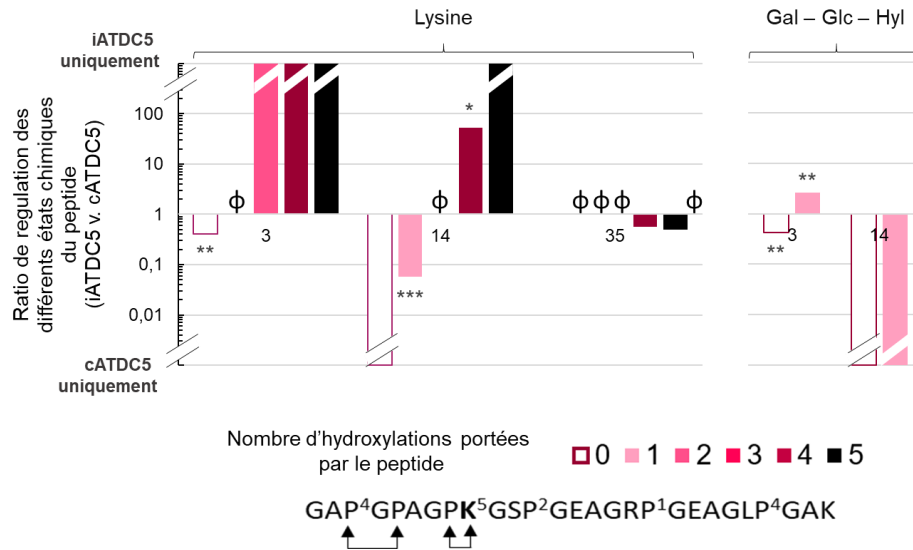 Lysine
Gal – Glc – Hyl
iATDC5
uniquement
Ratio de regulation des
différents états chimiques
du peptide
(iATDC5 v. cATDC5)
100
10
1
0,1
0,01
cATDC5
uniquement
* **
ϕ ϕ ϕ ϕ ϕ ϕ
3 14 35 3 14
** *** **
Nombre d'hydroxylations portées
par le peptide
0 1 2 3 4 5
GAP⁴GPAGPK⁵GSP²GEAGRP¹GEAGLP⁴GAK